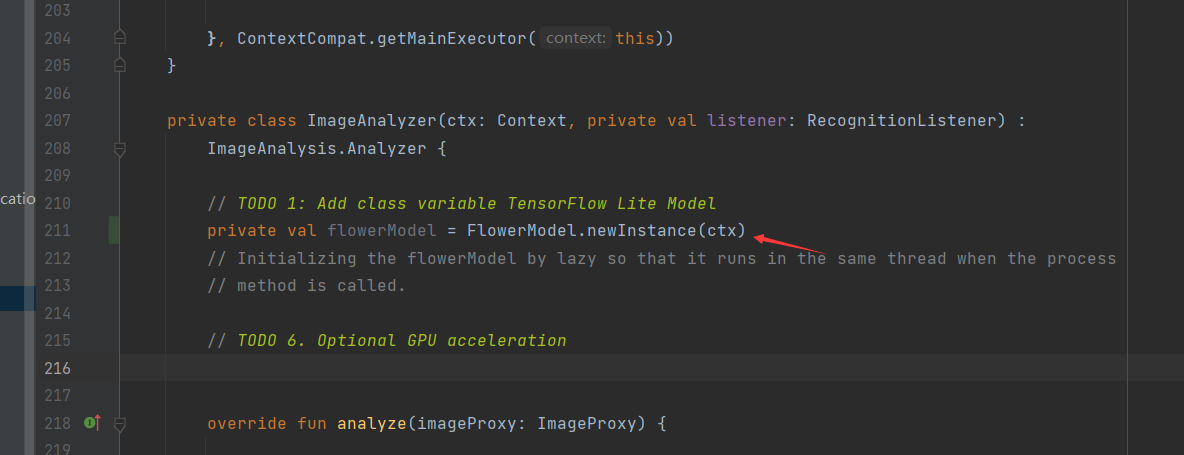 203
204 }, ContextCompat.getMainExecutor( context: this))
205 }
206
207 private class ImageAnalyzer(ctx: Context, private val listener: RecognitionListener) :
208 ImageAnalysis.Analyzer {
209
catio
210 // TODO 1: Add class variable TensorFlow Lite Model
211 private val flowerModel = FlowerModel.newInstance(ctx)
212 // Initializing the flowerModel by lazy so that it runs in the same thread when the process
213 // method is called.
214
215 // TODO 6. Optional GPU acceleration
216
217
218 override fun analyze(imageProxy: ImageProxy) {
219